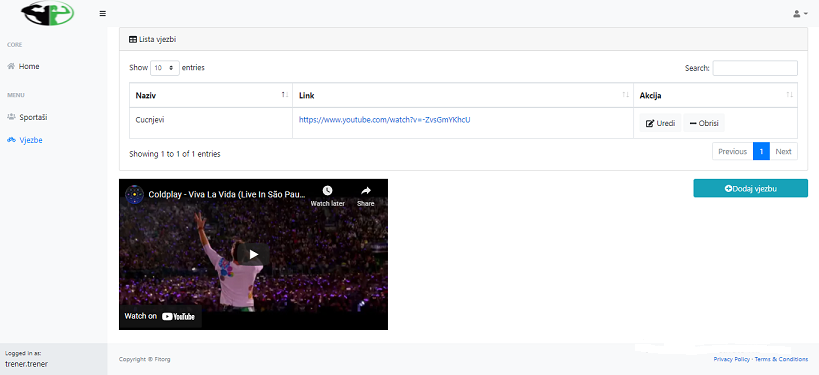 CORE
Home
MENU
Sportaši
Vjezbe
Logged in as:
trener.trener
Lista vjezbi
Show 10 entries
Search:
Naziv Link Akcija
Cucnjevi https://www.youtube.com/watch?v=-ZvsGmYKhcU Uredi Obrisi
Showing 1 to 1 of 1 entries
Previous 1 Next
Coldplay - Viva La Vida (Live In São Pau...
Watch later Share
Watch on YouTube
Dodaj vjezbu
Copyright © Fitorg
Privacy Policy · Terms & Conditions